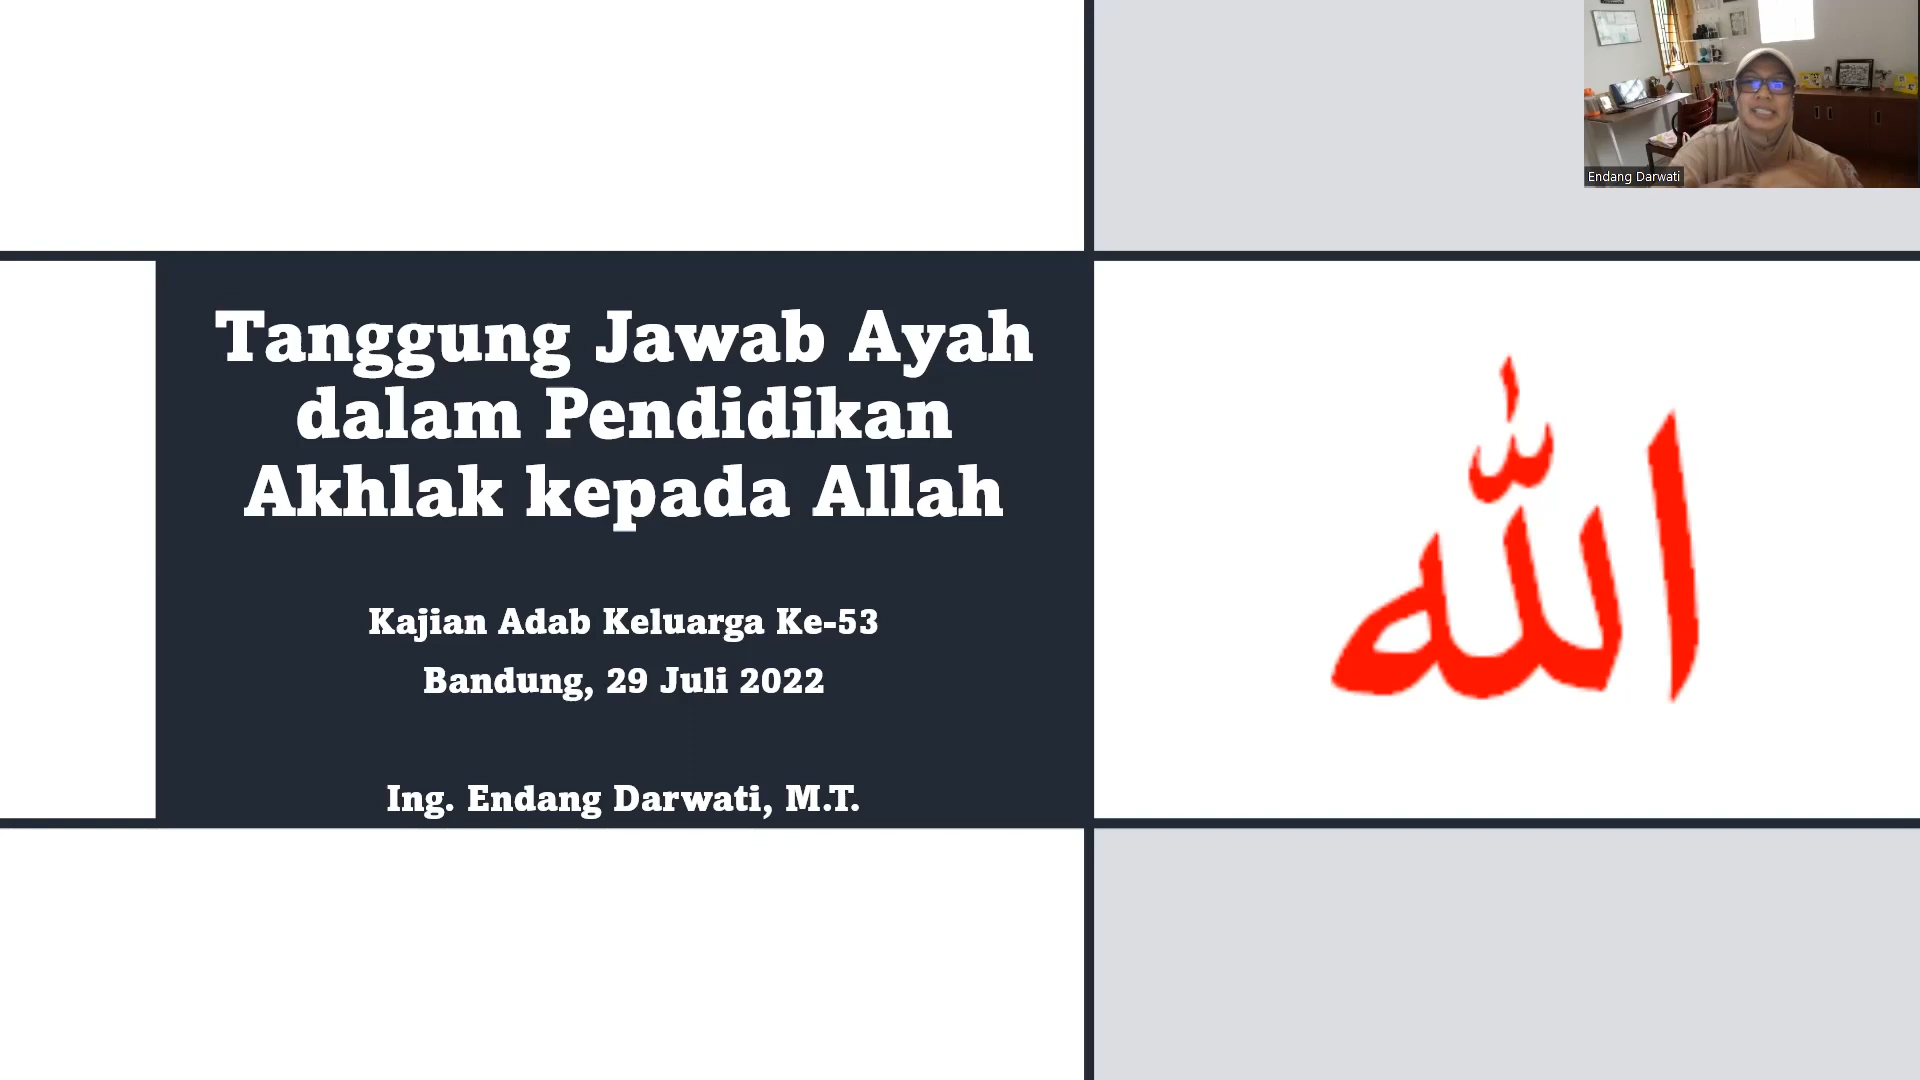 Tanggung Jawab Ayah
dalam Pendidikan
Akhlak kepada Allah
Kajian Adab Keluarga Ke-53
Bandung, 29 Juli 2022
Ing. Endang Darwati, M.T.
الله
Endang Darwati